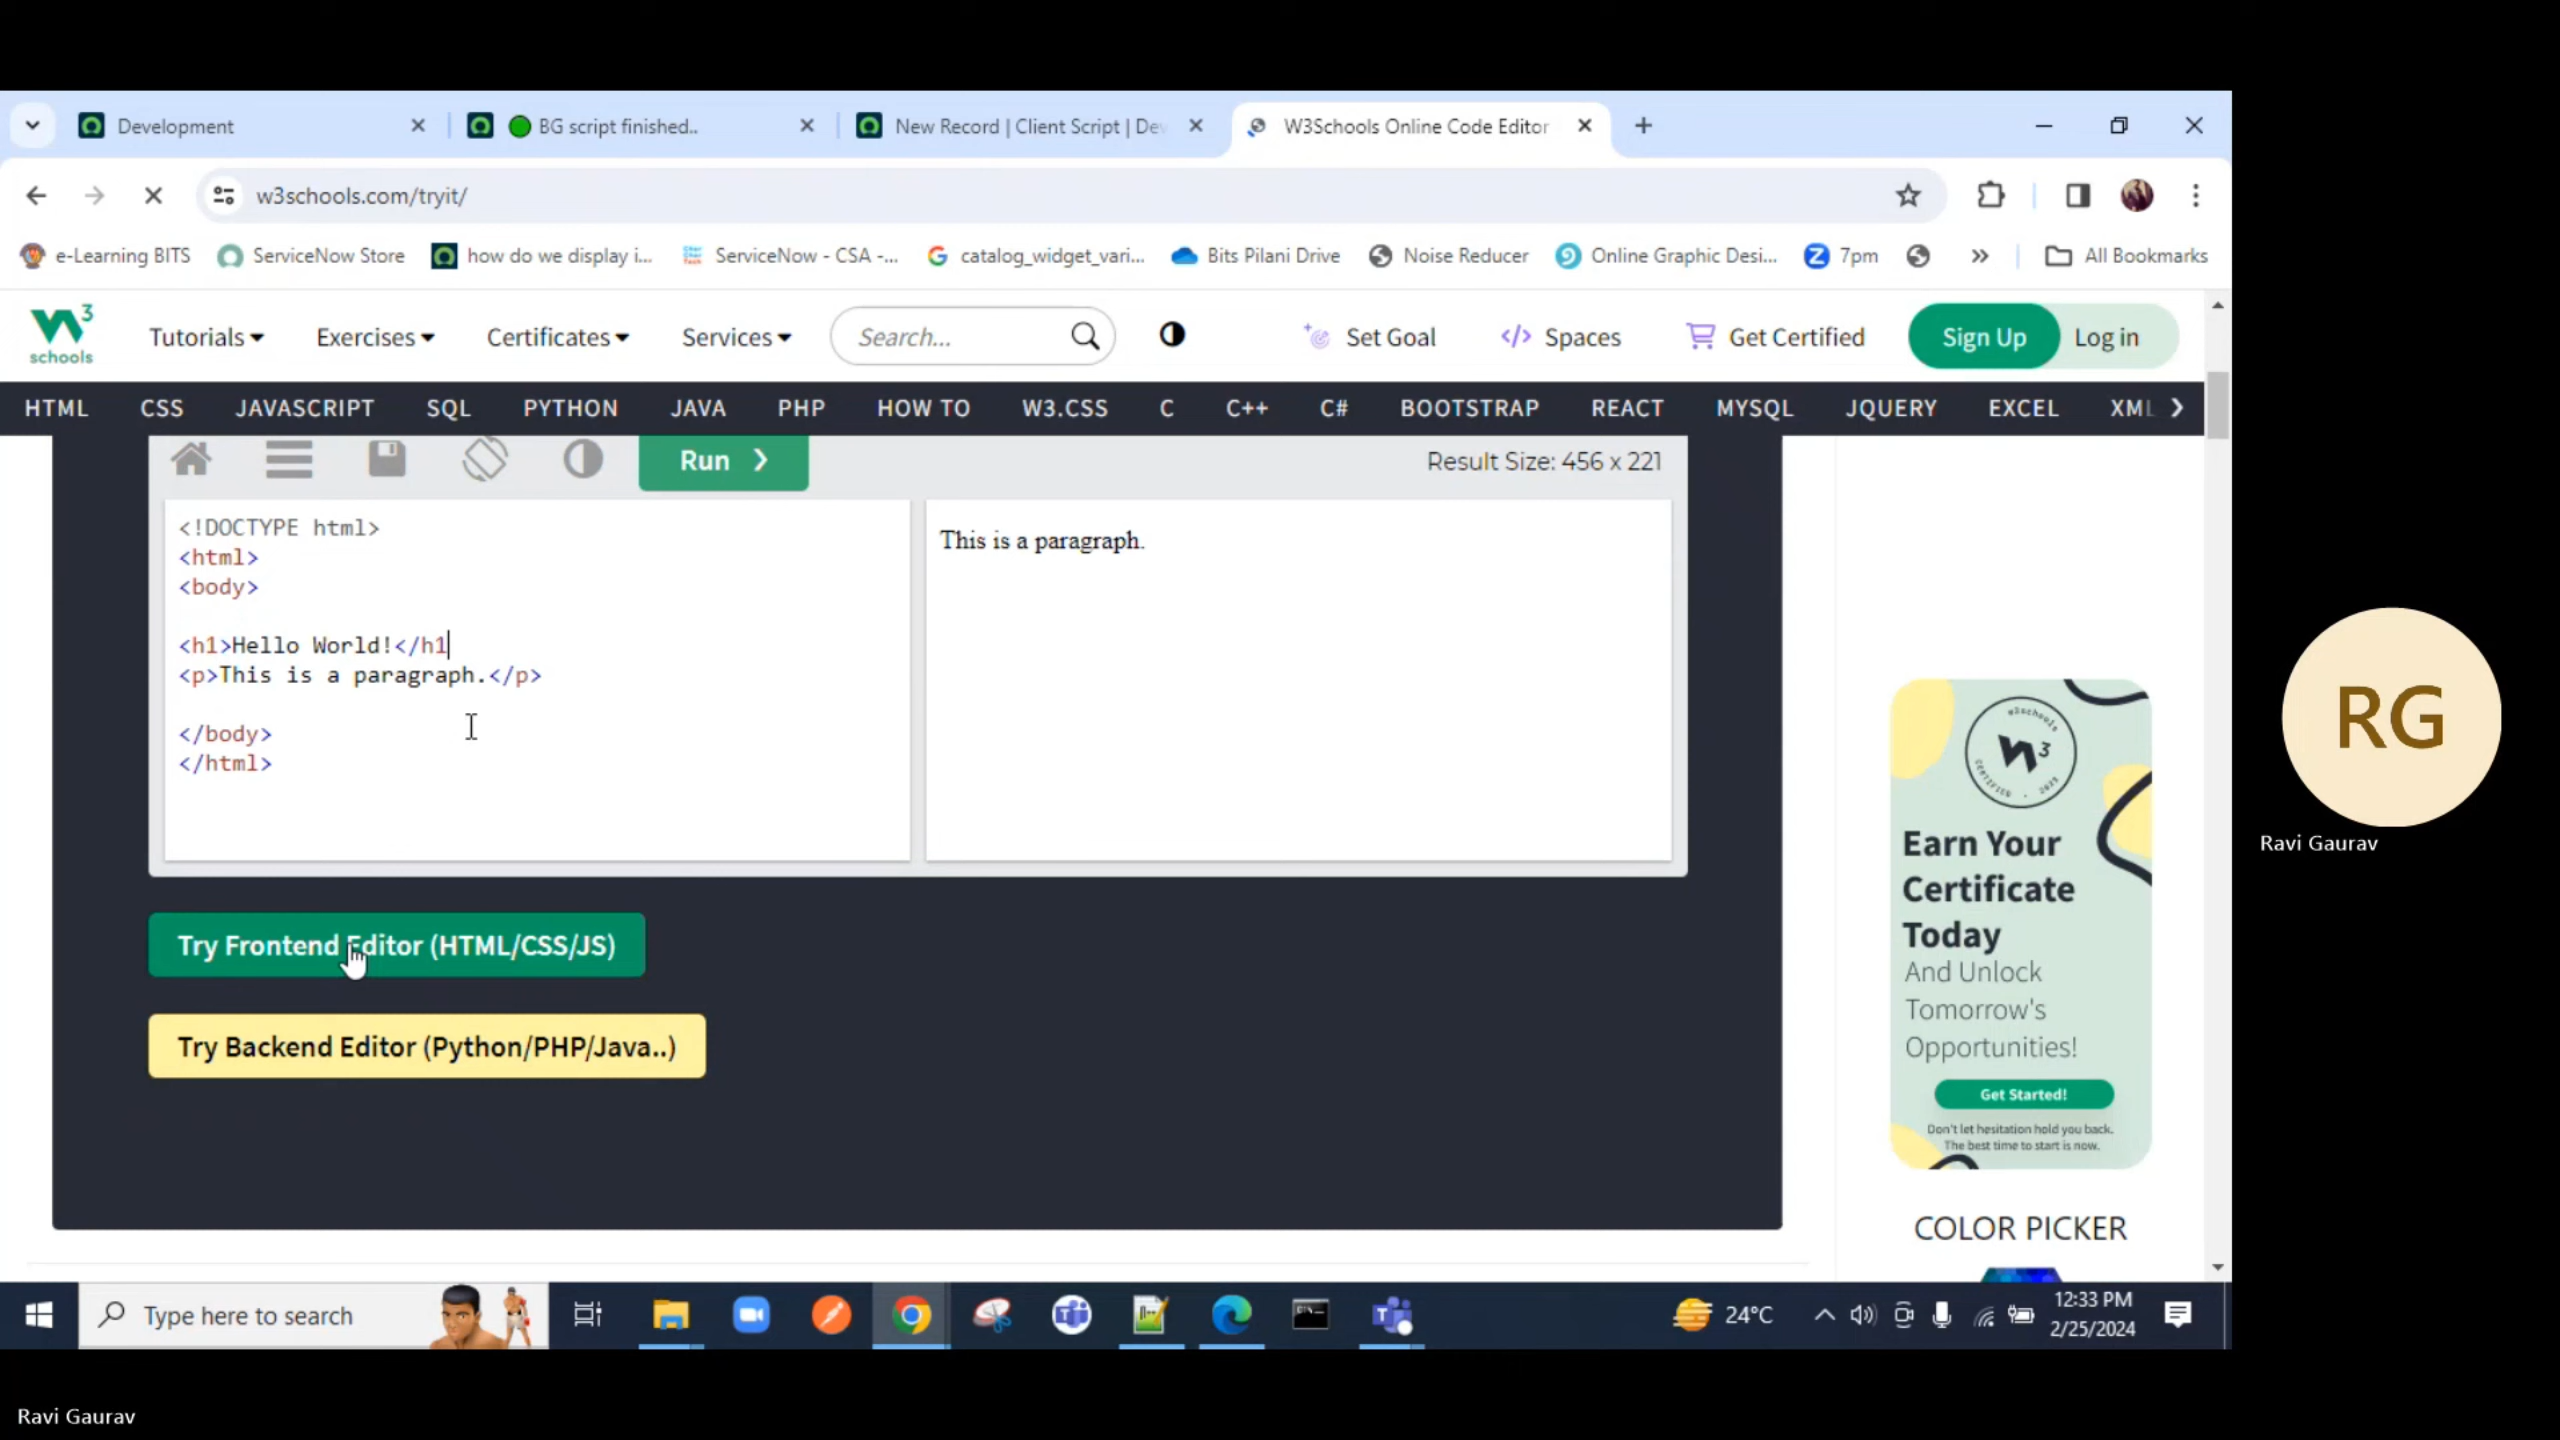 Development
BG script finished..
New Record | Client Script | Dev
W3Schools Online Code Editor
w3schools.com/tryit/
e-Learning BITS
ServiceNow Store
how do we display i...
ServiceNow - CSA -...
catalog_widget_vari...
Bits Pilani Drive
Noise Reducer
Online Graphic Desi...
7pm
All Bookmarks
W3 schools
Tutorials
Exercises
Certificates
Services
Search...
Set Goal
Spaces
Get Certified
Sign Up
Log in
HTML CSS JAVASCRIPT SQL PYTHON JAVA PHP HOW TO W3.CSS C C++ C# BOOTSTRAP REACT MYSQL JQUERY EXCEL XML
Run ❯
Result Size: 456 x 221
<!DOCTYPE html>
<html>
<body>
<h1>Hello World!</h1
<p>This is a paragraph.</p>
</body>
</html>
This is a paragraph.
Try Frontend Editor (HTML/CSS/JS)
Try Backend Editor (Python/PHP/Java..)
Earn Your
Certificate
Today
And Unlock
Tomorrow's
Opportunities!
Get Started!
Don't let hesitation hold you back.
The best time to start is now.
COLOR PICKER
RG
Ravi Gaurav
Type here to search
24°C
12:33 PM
2/25/2024
Ravi Gaurav